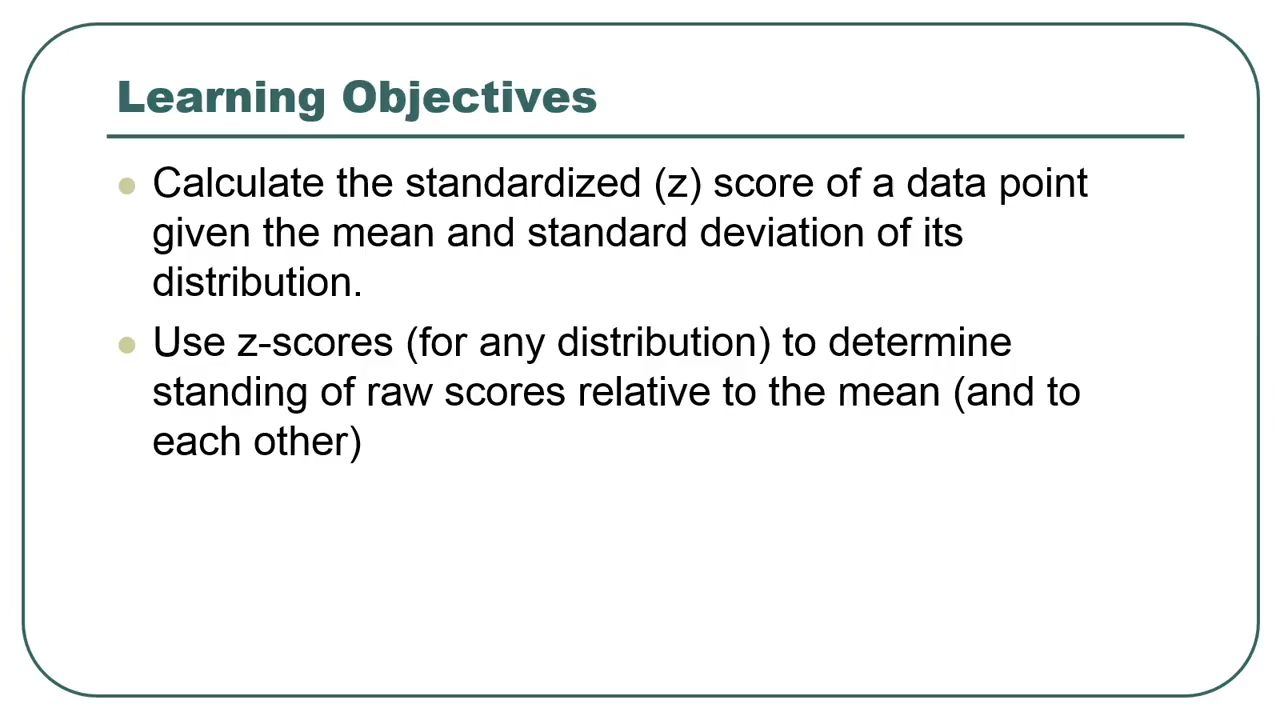 Learning Objectives
Calculate the standardized (z) score of a data point
given the mean and standard deviation of its
distribution.
Use z-scores (for any distribution) to determine
standing of raw scores relative to the mean (and to
each other)